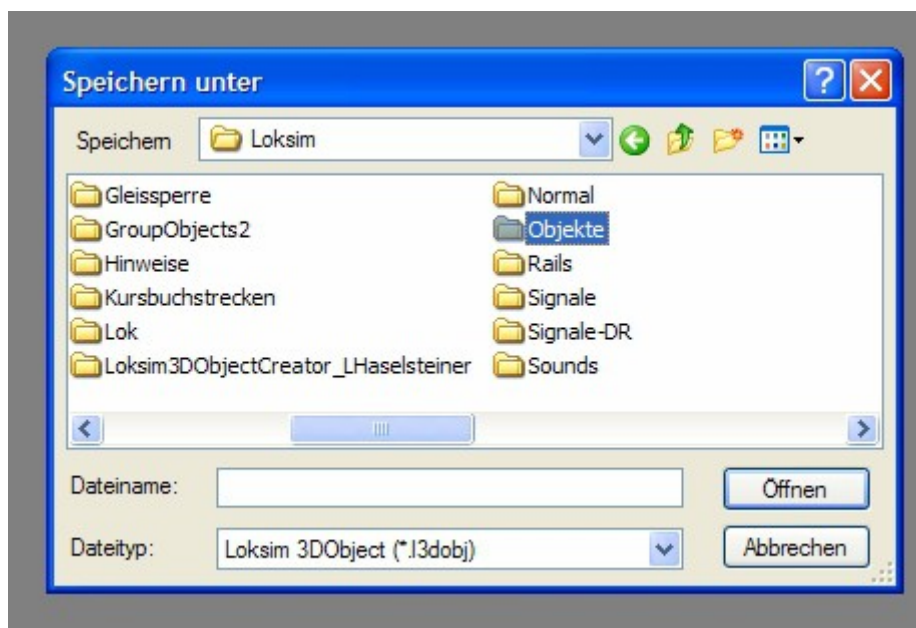 Speichern unter
Speichern
Loksim
Gleissperre
GroupObjects2
Hinweise
Kursbuchstrecken
Lok
Loksim3DObjectCreator_LHaselsteiner
Normal
Objekte
Rails
Signale
Signale-DR
Sounds
Dateiname:
Öffnen
Dateityp:
Loksim 3DObject (*.l3dobj)
Abbrechen